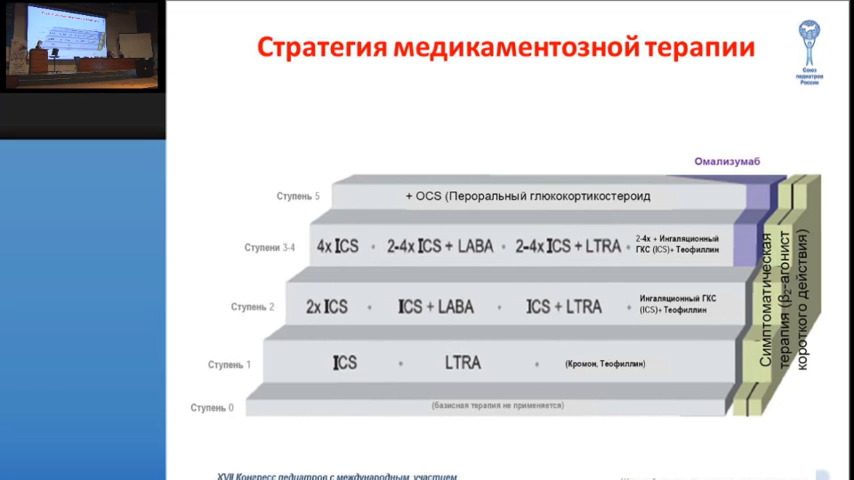 Стратегия медикаментозной терапии
Союз
педиатров
России
Омализумаб
Ступень 5
+ OCS (Пероральный глюкокортикостероид
Ступени 3-4
4x ICS • 2-4x ICS + LABA • 2-4x ICS + LTRA •
2-4x + Ингаляционный
ГКС (ICS)+ Теофиллин
Ступень 2
2x ICS • ICS + LABA • ICS + LTRA •
Ингаляционный ГКС
(ICS)+ Теофиллин
Ступень 1
ICS • LTRA • (Кромон, Теофиллин)
Ступень 0
(базисная терапия не применяется)
Симптоматическая
терапия (β2-агонист
короткого действия)
XVII Конгресс педиатров с международным участием